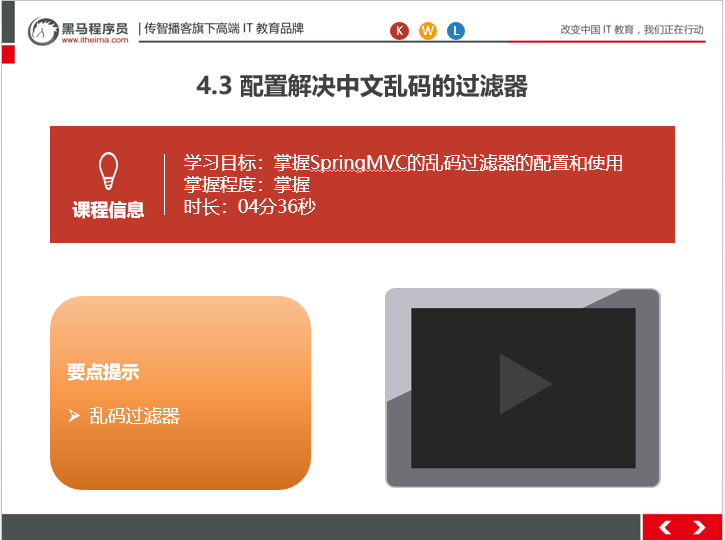 黑马程序员
www.itheima.com
传智播客旗下高端 IT 教育品牌
K W L
改变中国 IT 教育，我们正在行动
4.3 配置解决中文乱码的过滤器
课程信息
学习目标：掌握SpringMVC的乱码过滤器的配置和使用
掌握程度：掌握
时长：04分36秒
要点提示
➢ 乱码过滤器